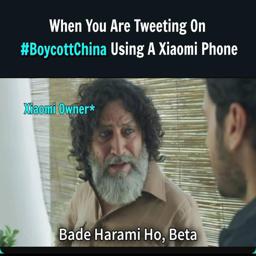 When You Are Tweeting On
#BoycottChina Using A Xiaomi Phone
Xiaomi Owner*
Bade Harami Ho, Beta